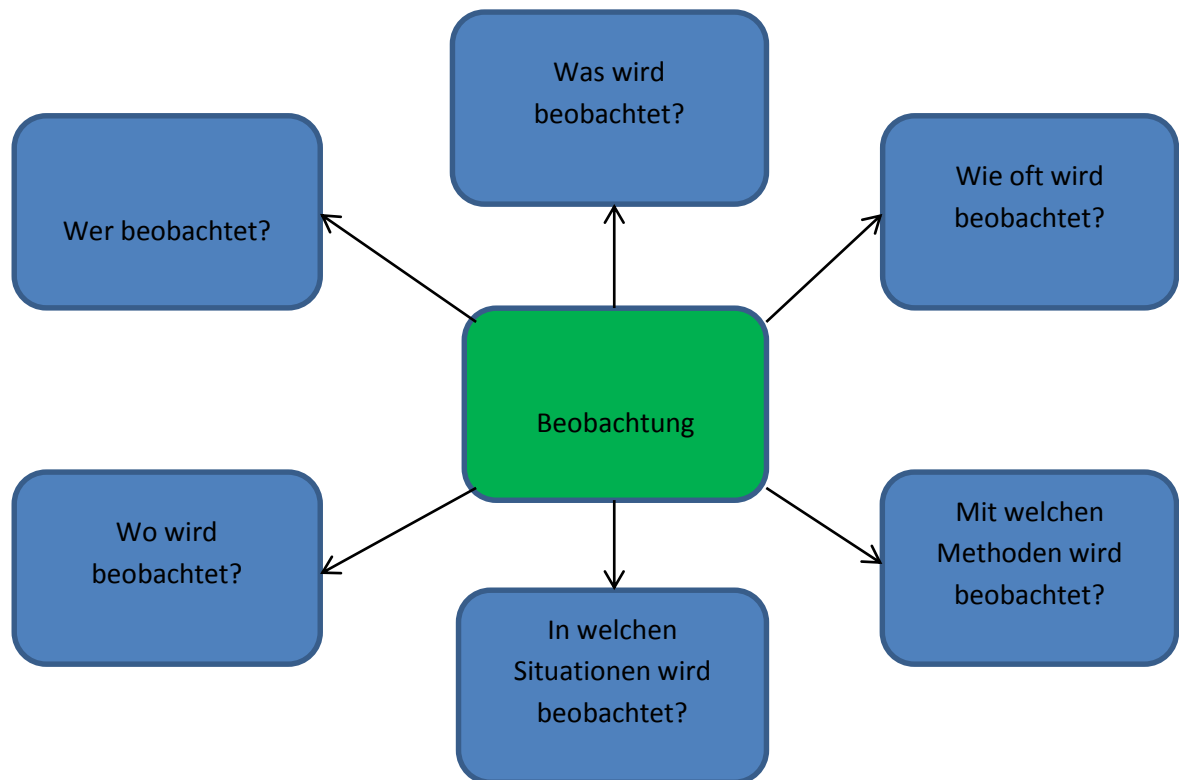 Was wird
beobachtet?
Wer beobachtet?
Wie oft wird
beobachtet?
Beobachtung
Wo wird
beobachtet?
In welchen
Situationen wird
beobachtet?
Mit welchen
Methoden wird
beobachtet?